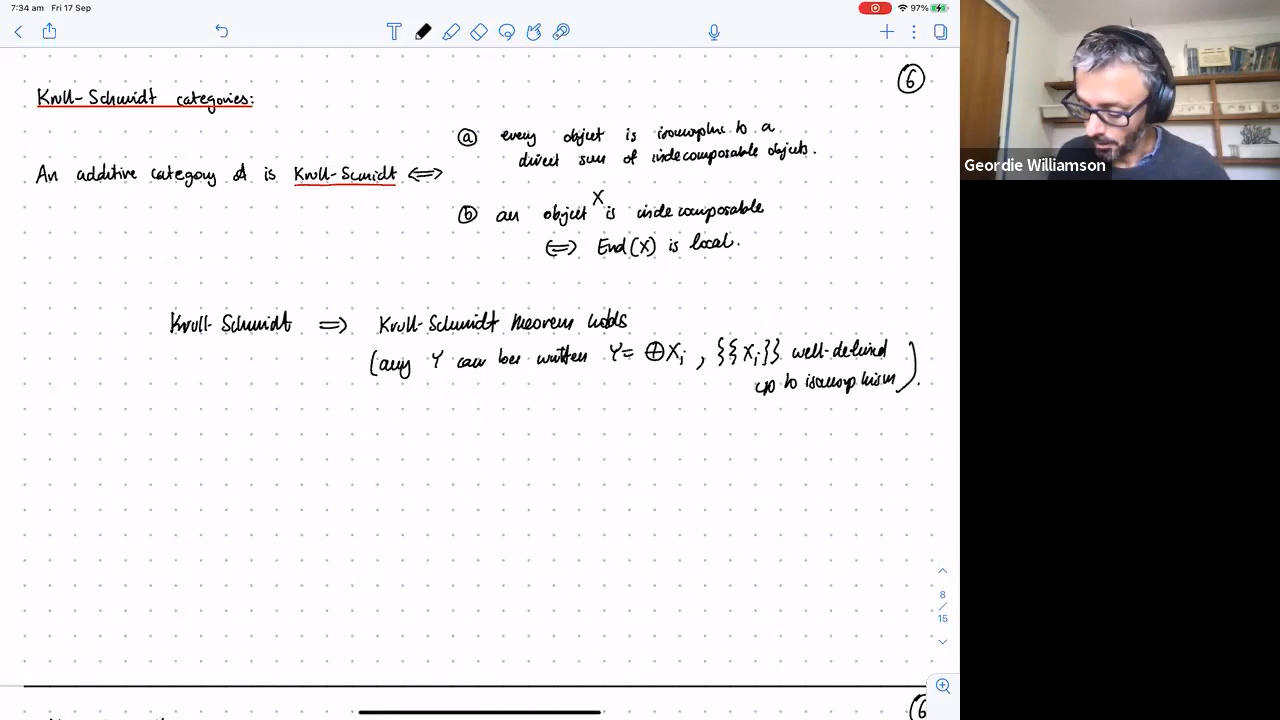 7:34 am Fri 17 Sep
97%
⑥
Krull-Schmidt categories:
ⓐ every object is isomorphic to a
direct sum of indecomposable objects.
An additive category A is Krull-Scmidt ⟺
ⓑ an object X is indecomposable
⟺ End(X) is local.
Krull-Schmidt ⟹ Krull-Schmidt theorem holds
(any Y can be written Y= ⊕Xᵢ , {{Xᵢ}} well-defined
up to isomorphism).
8
/
15
Geordie Williamson